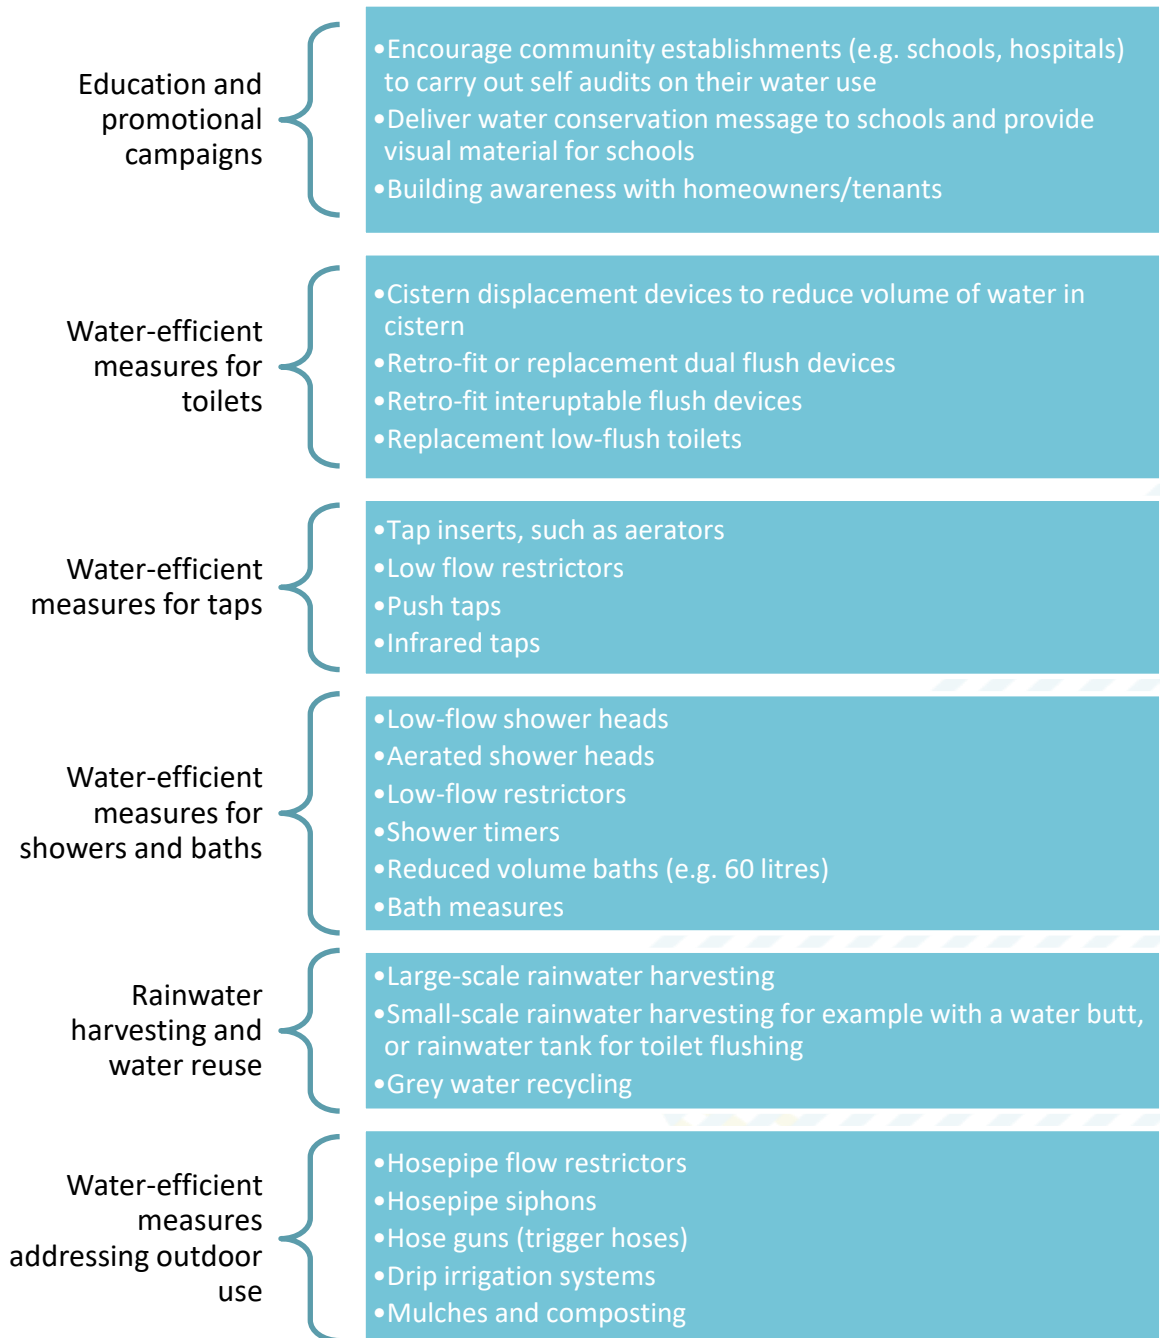 Education and
promotional
campaigns
•Encourage community establishments (e.g. schools, hospitals)
to carry out self audits on their water use
•Deliver water conservation message to schools and provide
visual material for schools
•Building awareness with homeowners/tenants
Water-efficient
measures for
toilets
•Cistern displacement devices to reduce volume of water in
cistern
•Retro-fit or replacement dual flush devices
•Retro-fit interuptable flush devices
•Replacement low-flush toilets
Water-efficient
measures for taps
•Tap inserts, such as aerators
•Low flow restrictors
•Push taps
•Infrared taps
Water-efficient
measures for
showers and baths
•Low-flow shower heads
•Aerated shower heads
•Low-flow restrictors
•Shower timers
•Reduced volume baths (e.g. 60 litres)
•Bath measures
Rainwater
harvesting and
water reuse
•Large-scale rainwater harvesting
•Small-scale rainwater harvesting for example with a water butt,
or rainwater tank for toilet flushing
•Grey water recycling
Water-efficient
measures
addressing outdoor
use
•Hosepipe flow restrictors
•Hosepipe siphons
•Hose guns (trigger hoses)
•Drip irrigation systems
•Mulches and composting